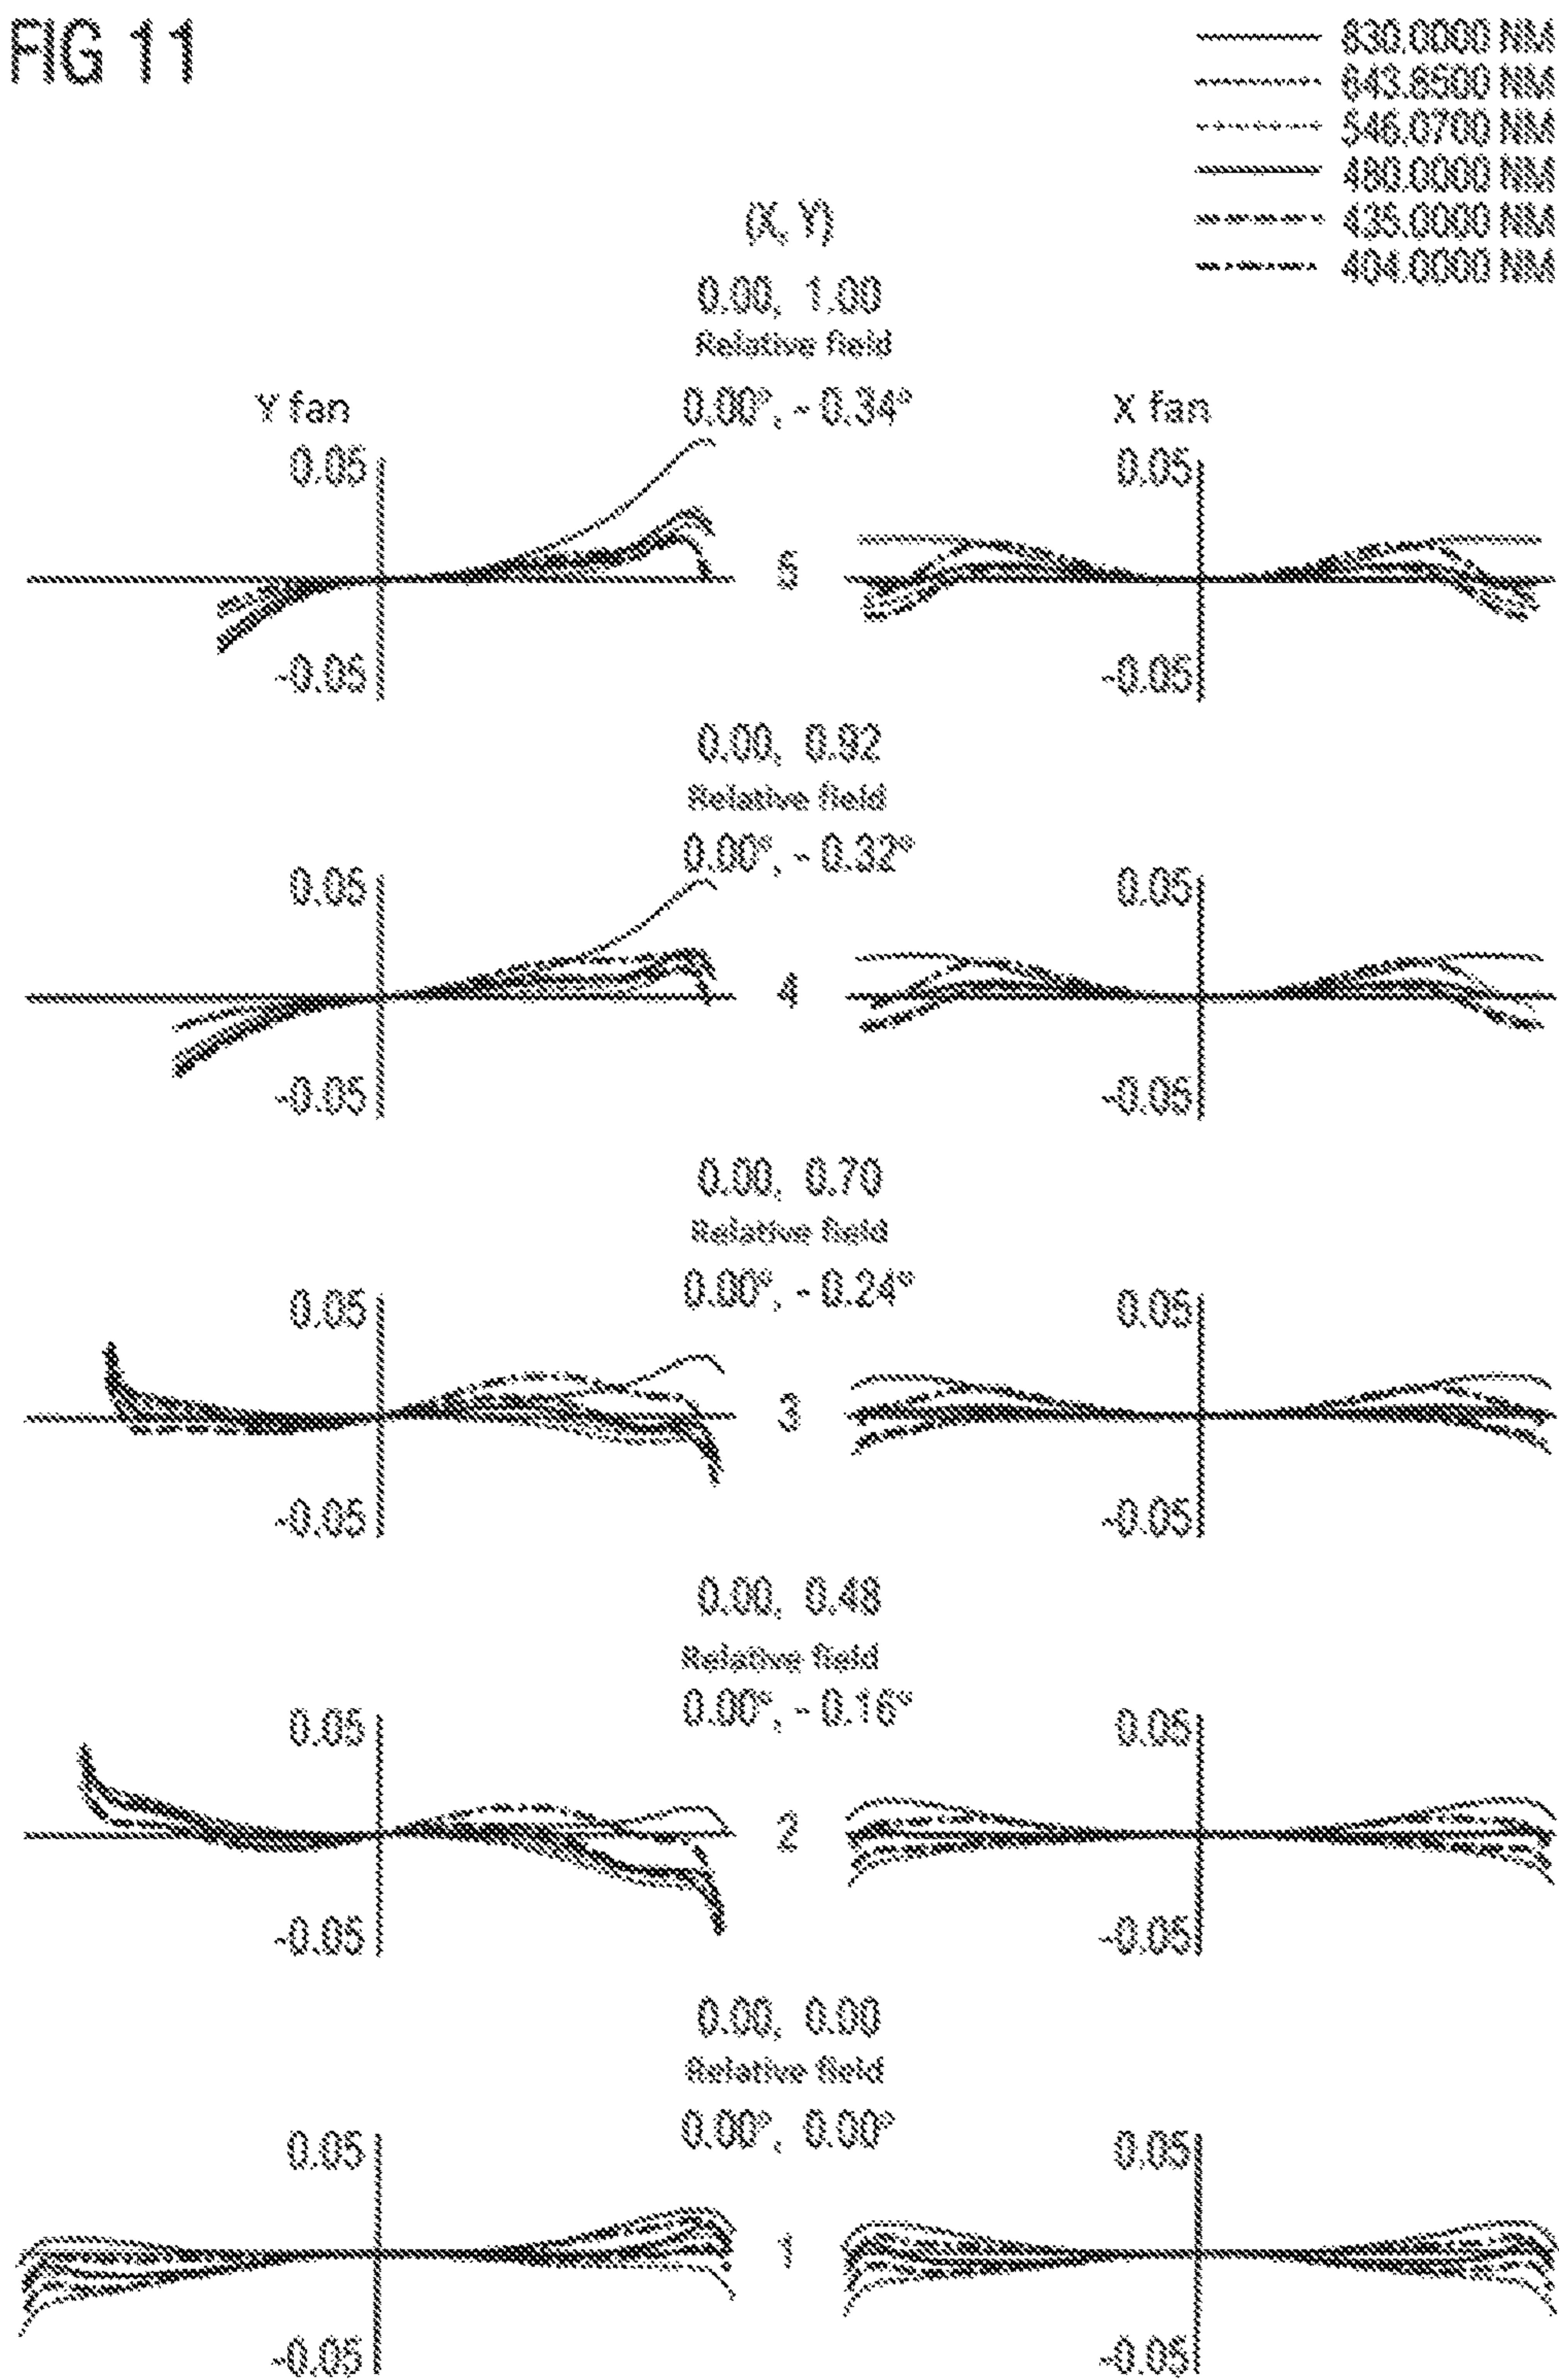 FIG 11
830.0000 NM
643.8500 NM
546.0700 NM
480.0000 NM
435.0000 NM
404.0000 NM
(X, Y)
0.00, 1.00
Relative field
Y fan
0.00°, - 0.34°
X fan
0.05
0.05
5
-0.05
-0.05
0.00, 0.92
Relative field
0.00°, - 0.32°
0.05
0.05
4
-0.05
-0.05
0.00, 0.70
Relative field
0.00°, - 0.24°
0.05
0.05
3
-0.05
-0.05
0.00, 0.48
Relative field
0.00°, - 0.16°
0.05
0.05
2
-0.05
-0.05
0.00, 0.00
Relative field
0.00°, 0.00°
0.05
0.05
1
-0.05
-0.05